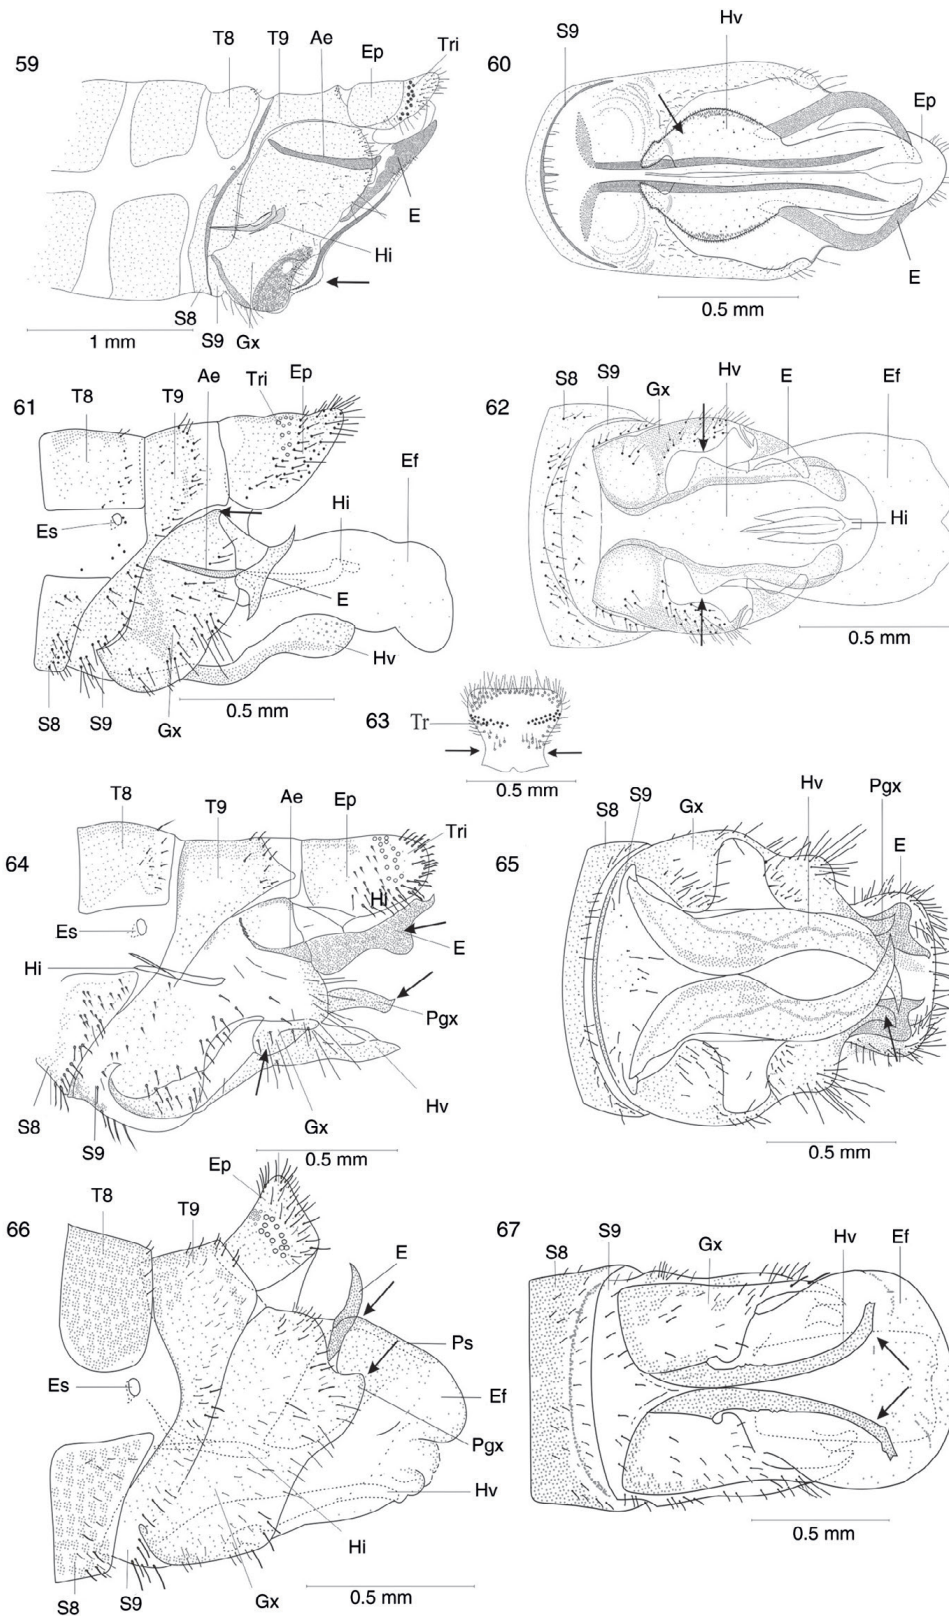 59
T8 T9 Ae Ep Tri
E
Hi
S8 S9 Gx
1 mm
60
S9 Hv Ep
E
0.5 mm
61
T8 T9 Ae Tri Ep
Hi Ef
Es
E
Hv
S8 S9 Gx
0.5 mm
62
S8 S9 Gx Hv E Ef
Hi
0.5 mm
63 Tr
0.5 mm
64
T8 T9 Ae Ep Tri
Hi
Es
E
Hi
Pgx
Hv
S8 S9 Gx
0.5 mm
65
S8 S9 Gx Hv Pgx E
0.5 mm
66
T8 T9 Ep E
Ps
Es
Ef
Pgx
Hv
Hi
S8 S9 Gx
0.5 mm
67
S8 S9 Gx Hv Ef
0.5 mm